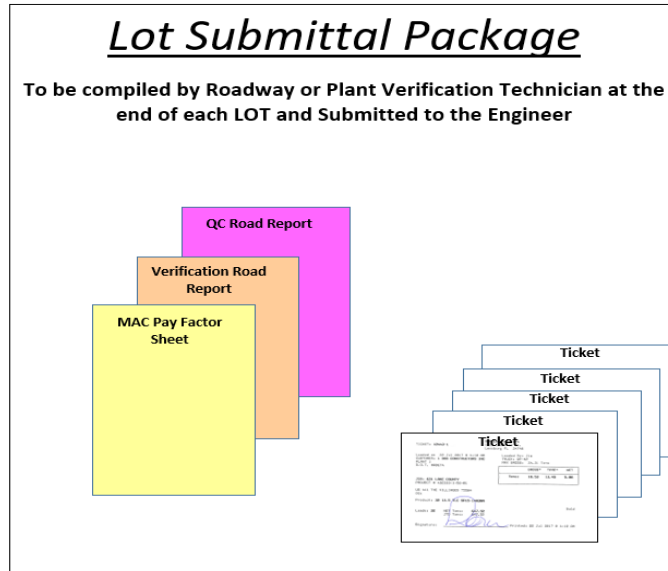 Lot Submittal Package
To be compiled by Roadway or Plant Verification Technician at the
end of each LOT and Submitted to the Engineer
QC Road Report
Verification Road
Report
MAC Pay Factor
Sheet
Ticket
Ticket
Ticket
Ticket
Ticket